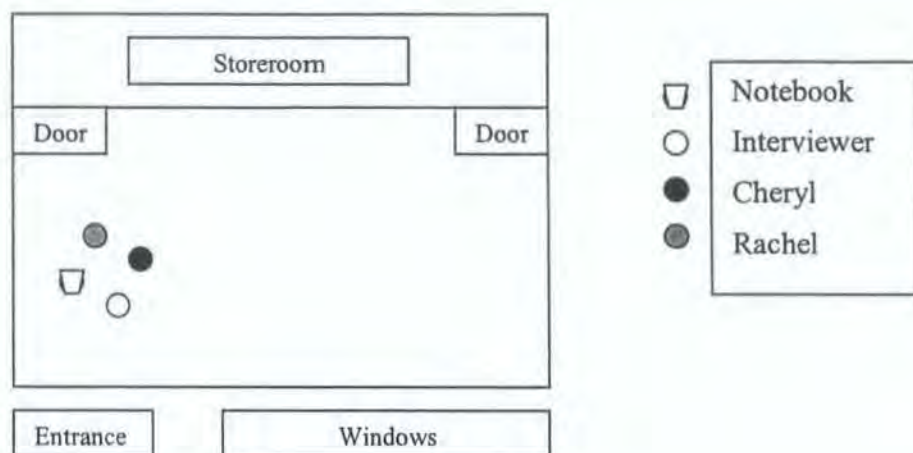 Storeroom
Door
Door
Entrance
Windows
Notebook
Interviewer
Cheryl
Rachel